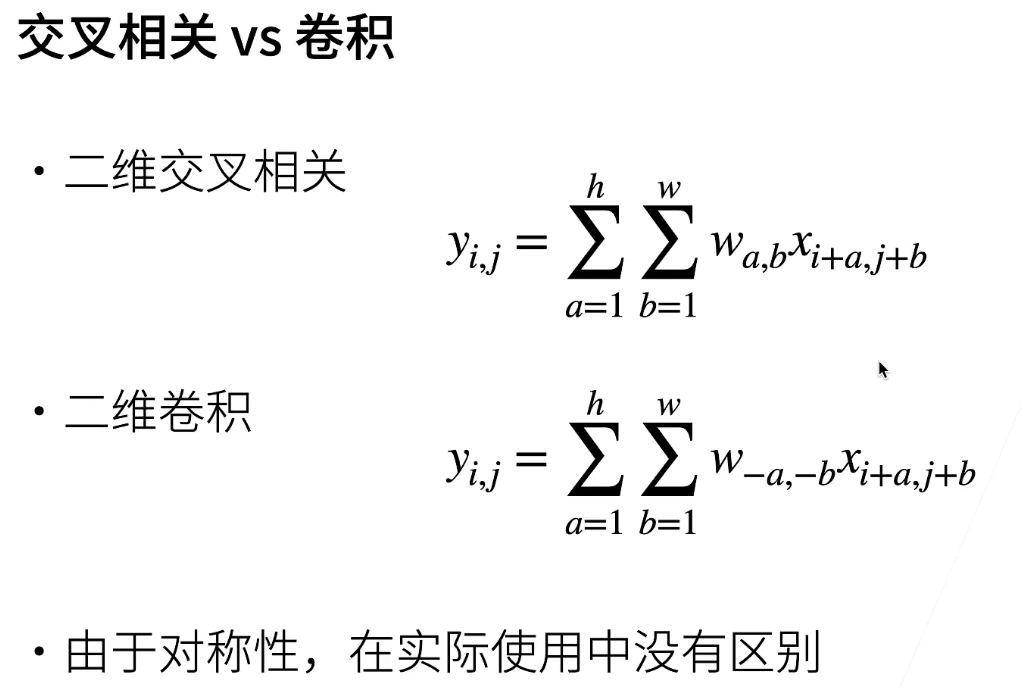 交叉相关 vs 卷积
• 二维交叉相关
y_{i,j} = \sum_{a=1}^{h} \sum_{b=1}^{w} w_{a,b} x_{i+a,j+b}
• 二维卷积
y_{i,j} = \sum_{a=1}^{h} \sum_{b=1}^{w} w_{-a,-b} x_{i+a,j+b}
• 由于对称性，在实际使用中没有区别